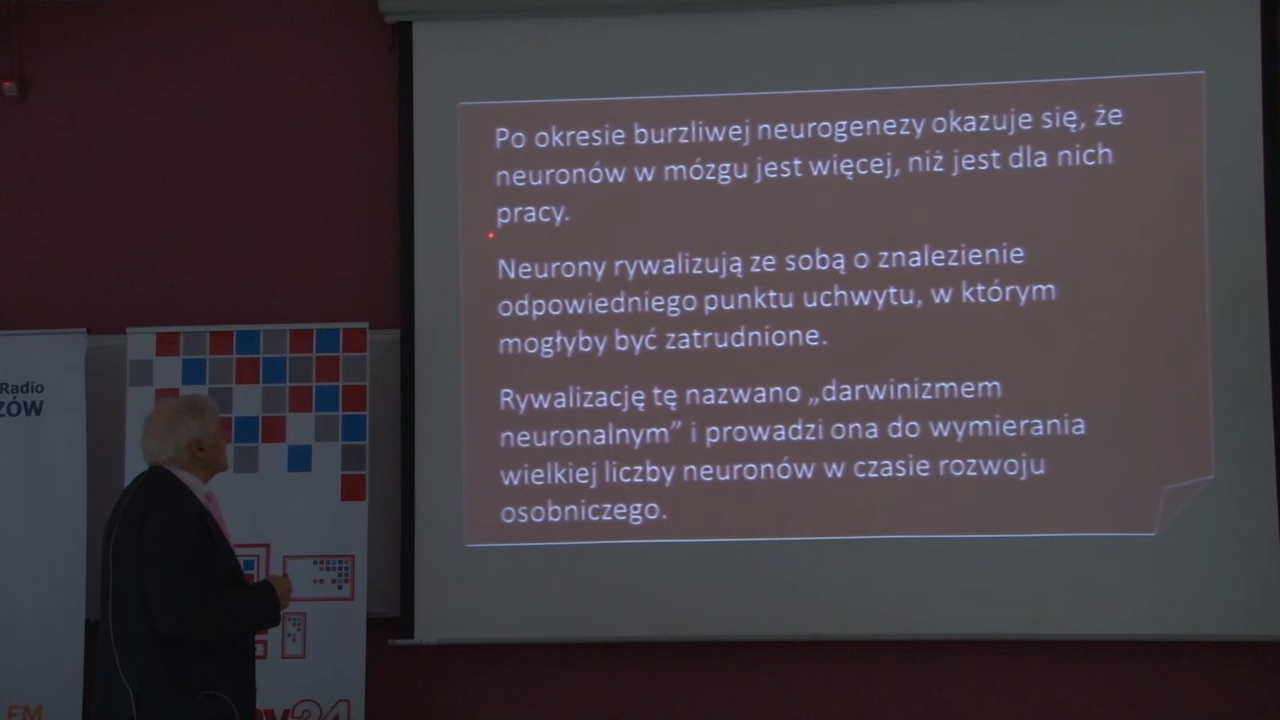 Po okresie burzliwej neurogenezy okazuje się, że
neuronów w mózgu jest więcej, niż jest dla nich
pracy.
Neurony rywalizują ze sobą o znalezienie
odpowiedniego punktu uchwytu, w którym
mogłyby być zatrudnione.
Rywalizację tę nazwano „darwinizmem
neuronalnym” i prowadzi ona do wymierania
wielkiej liczby neuronów w czasie rozwoju
osobniczego.
Radio
ZÓW
FM